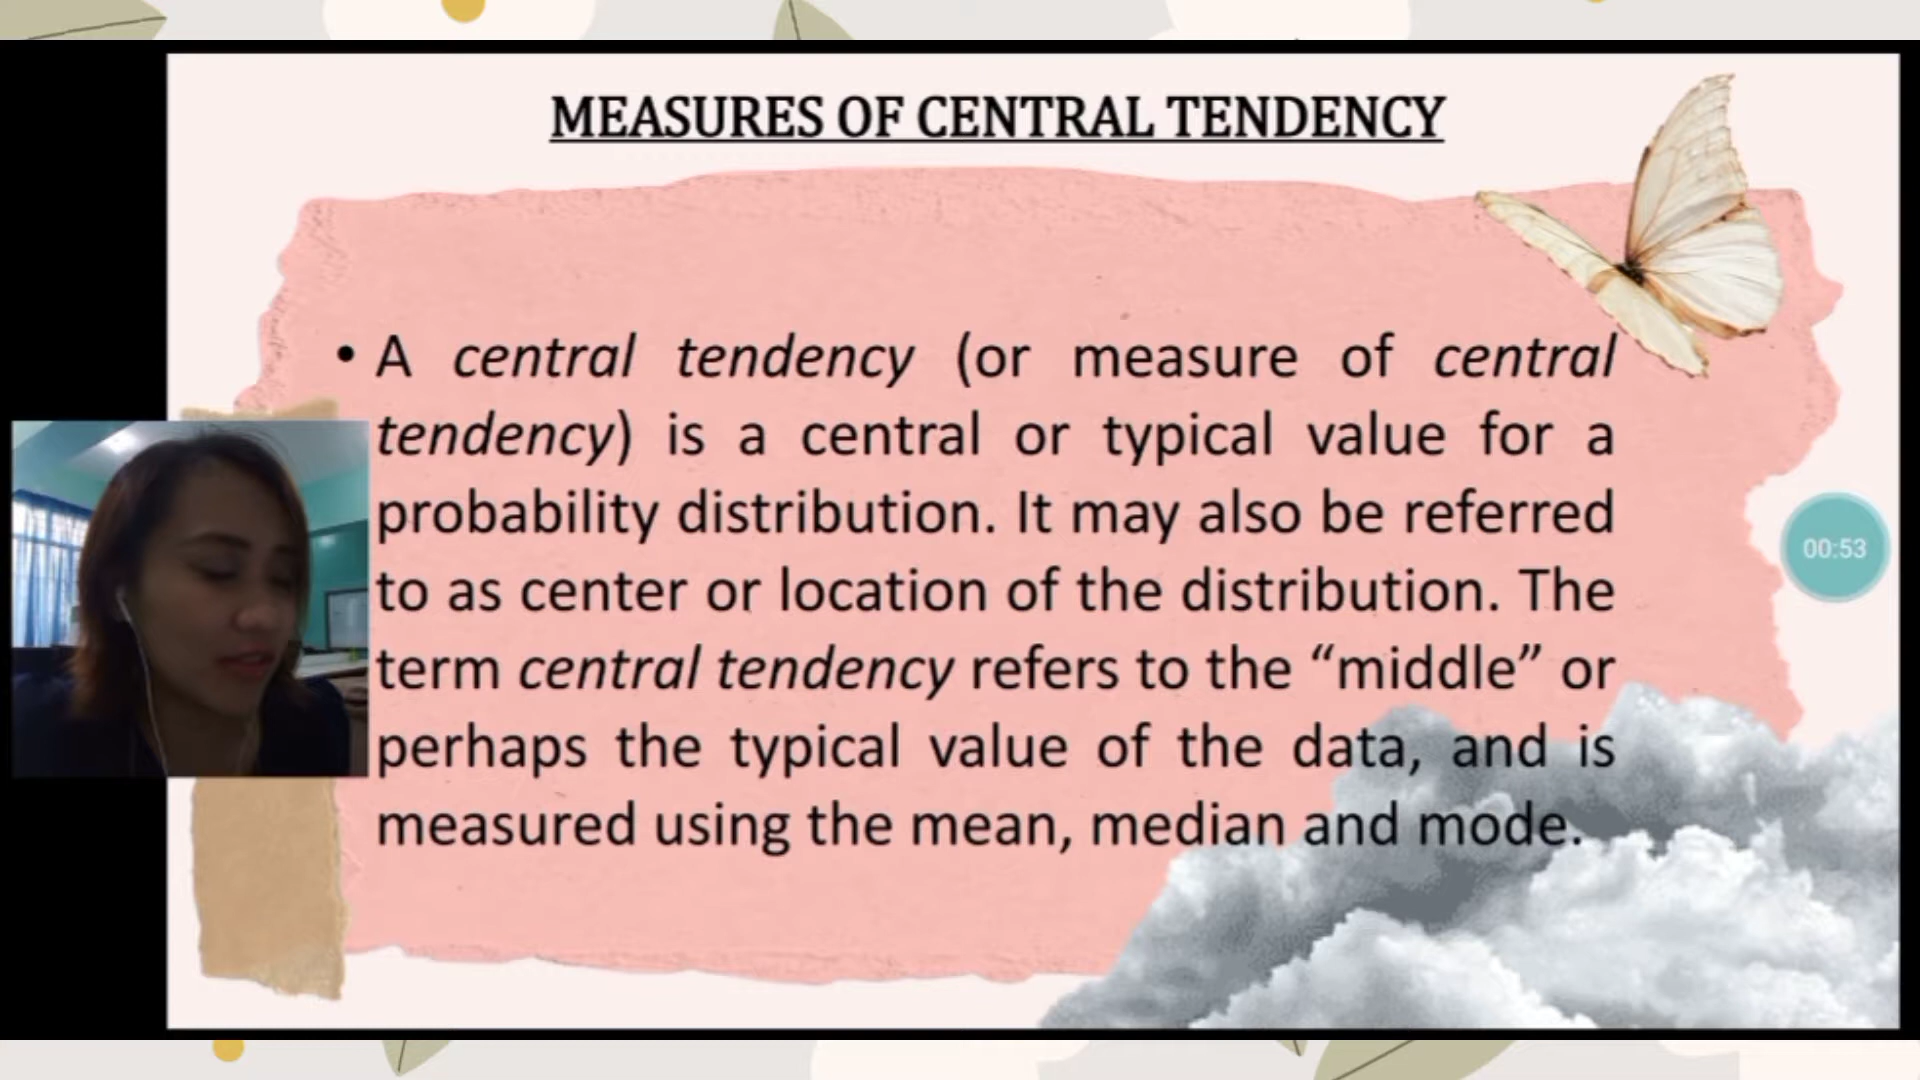 MEASURES OF CENTRAL TENDENCY
• A central tendency (or measure of central
tendency) is a central or typical value for a
probability distribution. It may also be referred
to as center or location of the distribution. The
term central tendency refers to the “middle” or
perhaps the typical value of the data, and is
measured using the mean, median and mode.
00:53